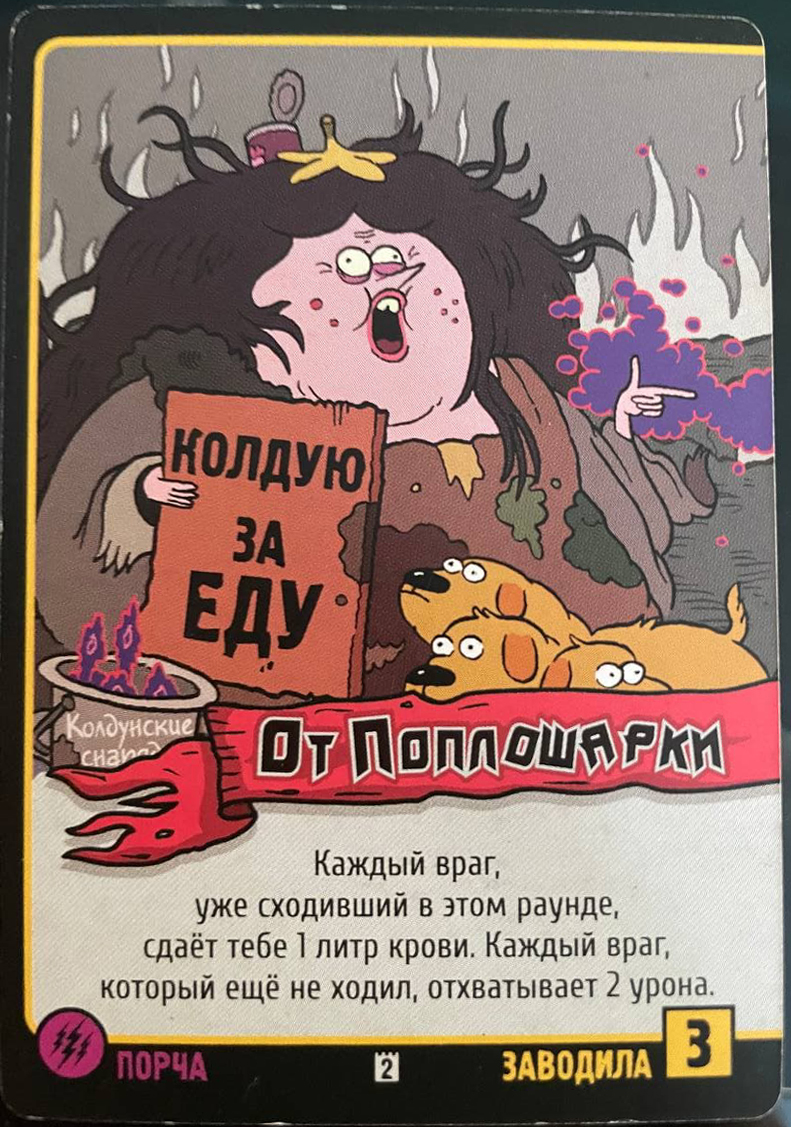 КОЛДУЮ
ЗА
ЕДУ
Колдунские
От Поплошарки
Каждый враг,
уже сходивший в этом раунде,
сдаёт тебе 1 литр крови. Каждый враг,
который ещё не ходил, отхватывает 2 урона.
ПОРЧА
2
ЗАВОДИЛА 3